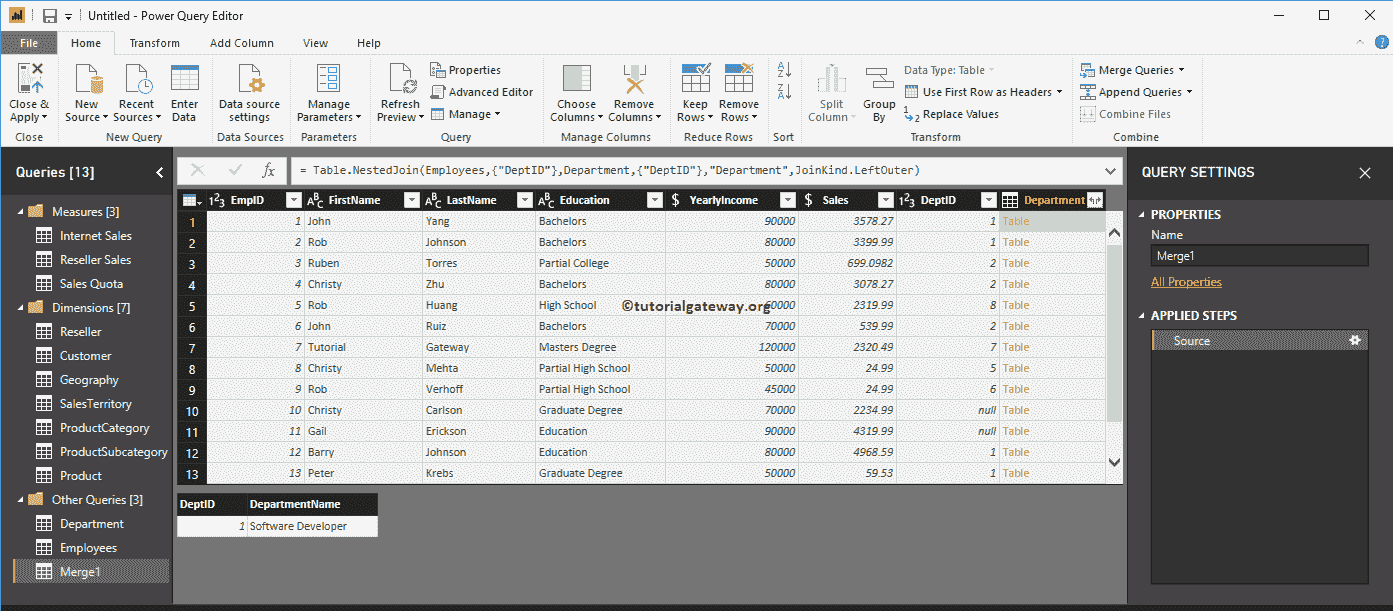 Untitled - Power Query Editor
File Home Transform Add Column View Help
Close & Apply
New Source
Recent Sources
Enter Data
Data source settings
Manage Parameters
Refresh Preview
Properties
Advanced Editor
Manage
Choose Columns
Remove Columns
Keep Rows
Remove Rows
Split Column
Group By
Data Type: Table
Use First Row as Headers
Replace Values
Merge Queries
Append Queries
Combine Files
Close New Query Data Sources Parameters Query Manage Columns Reduce Rows Sort Transform Combine
Queries [13]
Measures [3]
Internet Sales
Reseller Sales
Sales Quota
Dimensions [7]
Reseller
Customer
Geography
SalesTerritory
ProductCategory
ProductSubcategory
Product
Other Queries [3]
Department
Employees
Merge1
fx = Table.NestedJoin(Employees,{"DeptID"},Department,{"DeptID"},"Department",JoinKind.LeftOuter)
EmpID FirstName LastName Education YearlyIncome Sales DeptID Department
1 1 John Yang Bachelors 90000 3578.27 1 Table
2 2 Rob Johnson Bachelors 80000 3399.99 1 Table
3 3 Ruben Torres Partial College 50000 699.0982 2 Table
4 4 Christy Zhu Bachelors 80000 3078.27 2 Table
5 5 Rob Huang High School 60000 2319.99 8 Table
©tutorialgateway.org
6 6 John Ruiz Bachelors 70000 539.99 2 Table
7 7 Tutorial Gateway Masters Degree 120000 2320.49 7 Table
8 8 Christy Mehta Partial High School 50000 24.99 5 Table
9 9 Rob Verhoff Partial High School 45000 24.99 6 Table
10 10 Christy Carlson Graduate Degree 70000 2234.99 null Table
11 11 Gail Erickson Education 90000 4319.99 null Table
12 12 Barry Johnson Education 80000 4968.59 1 Table
13 13 Peter Krebs Graduate Degree 50000 59.53 1 Table
DeptID DepartmentName
1 Software Developer
QUERY SETTINGS
PROPERTIES
Name
Merge1
All Properties
APPLIED STEPS
Source